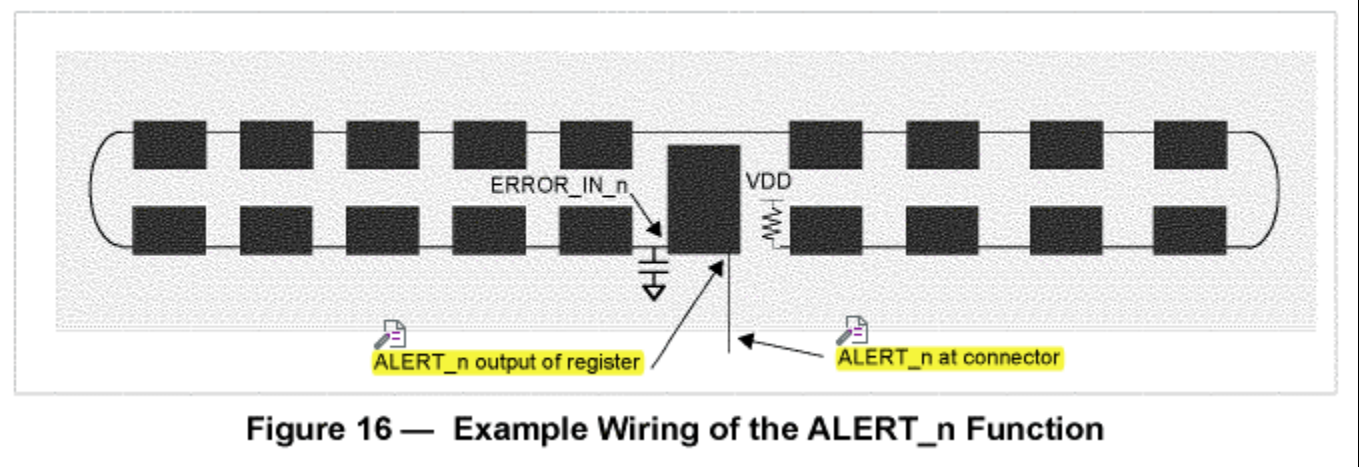 ERROR_IN_n
VDD
ALERT_n output of register
ALERT_n at connector
Figure 16 — Example Wiring of the ALERT_n Function